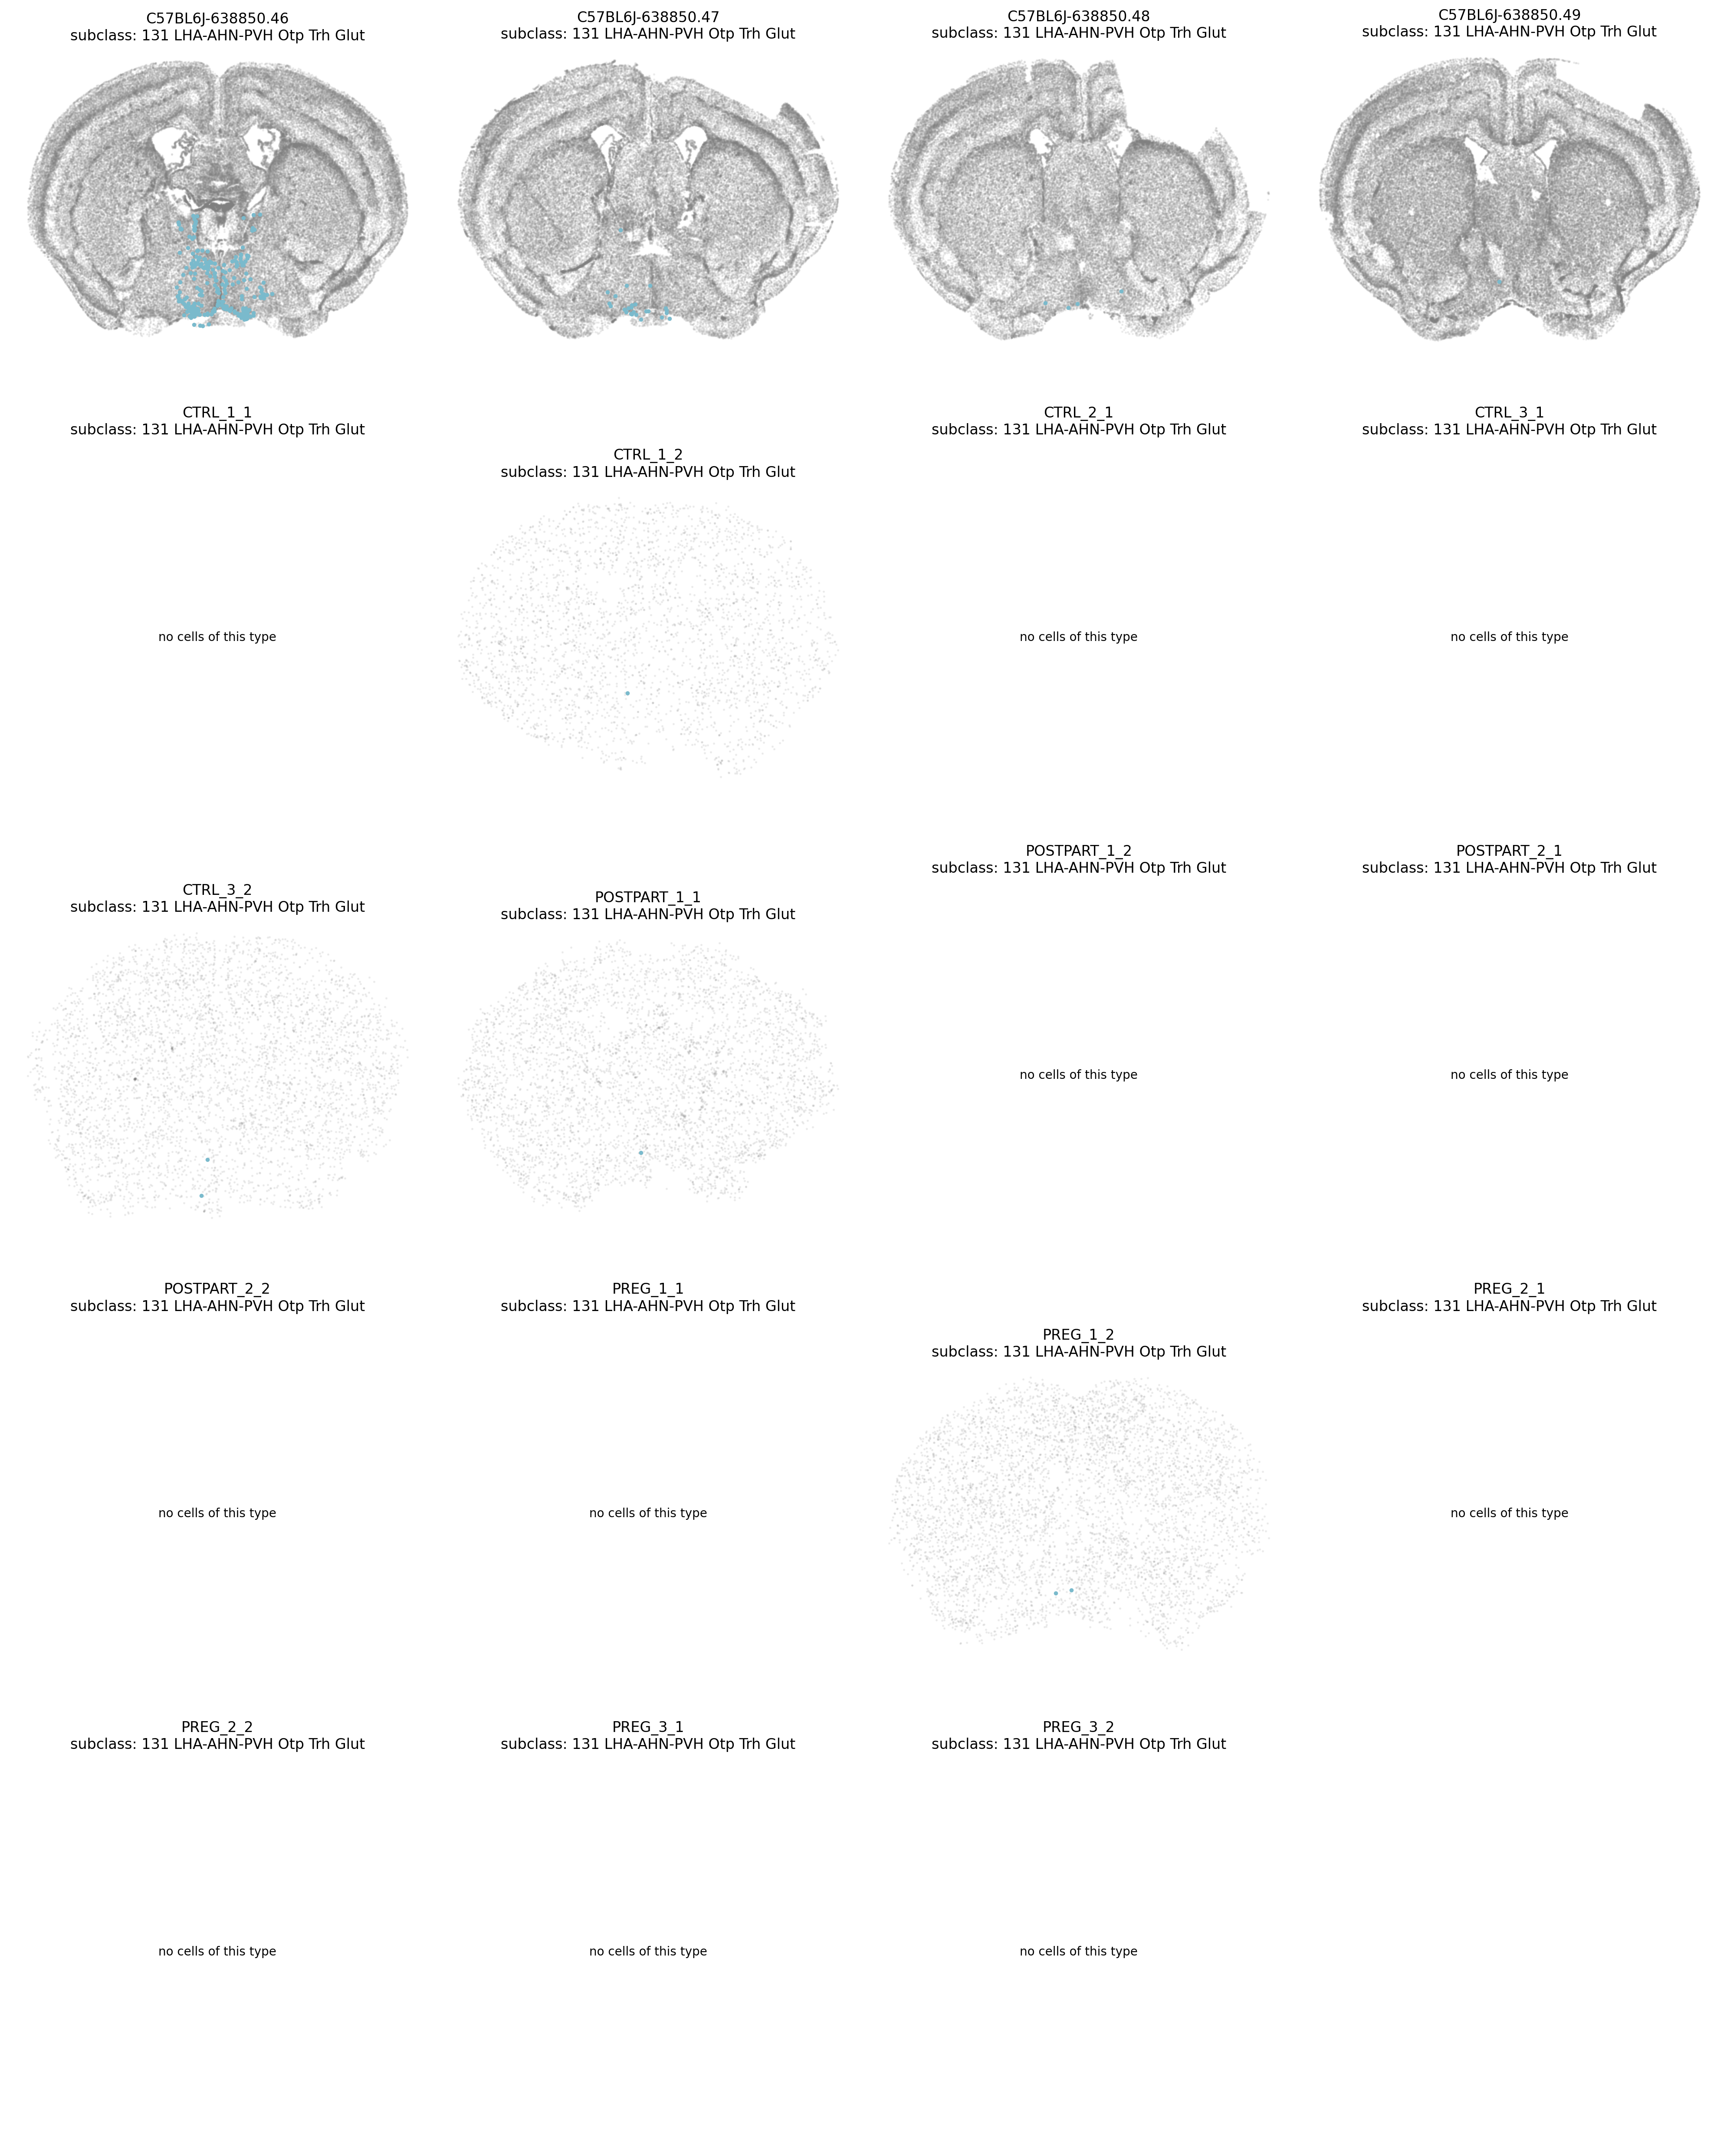 C57BL6J-638850.46
subclass: 131 LHA-AHN-PVH Otp Trh Glut
C57BL6J-638850.47
subclass: 131 LHA-AHN-PVH Otp Trh Glut
C57BL6J-638850.48
subclass: 131 LHA-AHN-PVH Otp Trh Glut
C57BL6J-638850.49
subclass: 131 LHA-AHN-PVH Otp Trh Glut
CTRL_1_1
subclass: 131 LHA-AHN-PVH Otp Trh Glut
no cells of this type
CTRL_1_2
subclass: 131 LHA-AHN-PVH Otp Trh Glut
CTRL_2_1
subclass: 131 LHA-AHN-PVH Otp Trh Glut
no cells of this type
CTRL_3_1
subclass: 131 LHA-AHN-PVH Otp Trh Glut
no cells of this type
CTRL_3_2
subclass: 131 LHA-AHN-PVH Otp Trh Glut
POSTPART_1_1
subclass: 131 LHA-AHN-PVH Otp Trh Glut
POSTPART_1_2
subclass: 131 LHA-AHN-PVH Otp Trh Glut
no cells of this type
POSTPART_2_1
subclass: 131 LHA-AHN-PVH Otp Trh Glut
no cells of this type
POSTPART_2_2
subclass: 131 LHA-AHN-PVH Otp Trh Glut
no cells of this type
PREG_1_1
subclass: 131 LHA-AHN-PVH Otp Trh Glut
no cells of this type
PREG_1_2
subclass: 131 LHA-AHN-PVH Otp Trh Glut
PREG_2_1
subclass: 131 LHA-AHN-PVH Otp Trh Glut
no cells of this type
PREG_2_2
subclass: 131 LHA-AHN-PVH Otp Trh Glut
no cells of this type
PREG_3_1
subclass: 131 LHA-AHN-PVH Otp Trh Glut
no cells of this type
PREG_3_2
subclass: 131 LHA-AHN-PVH Otp Trh Glut
no cells of this type